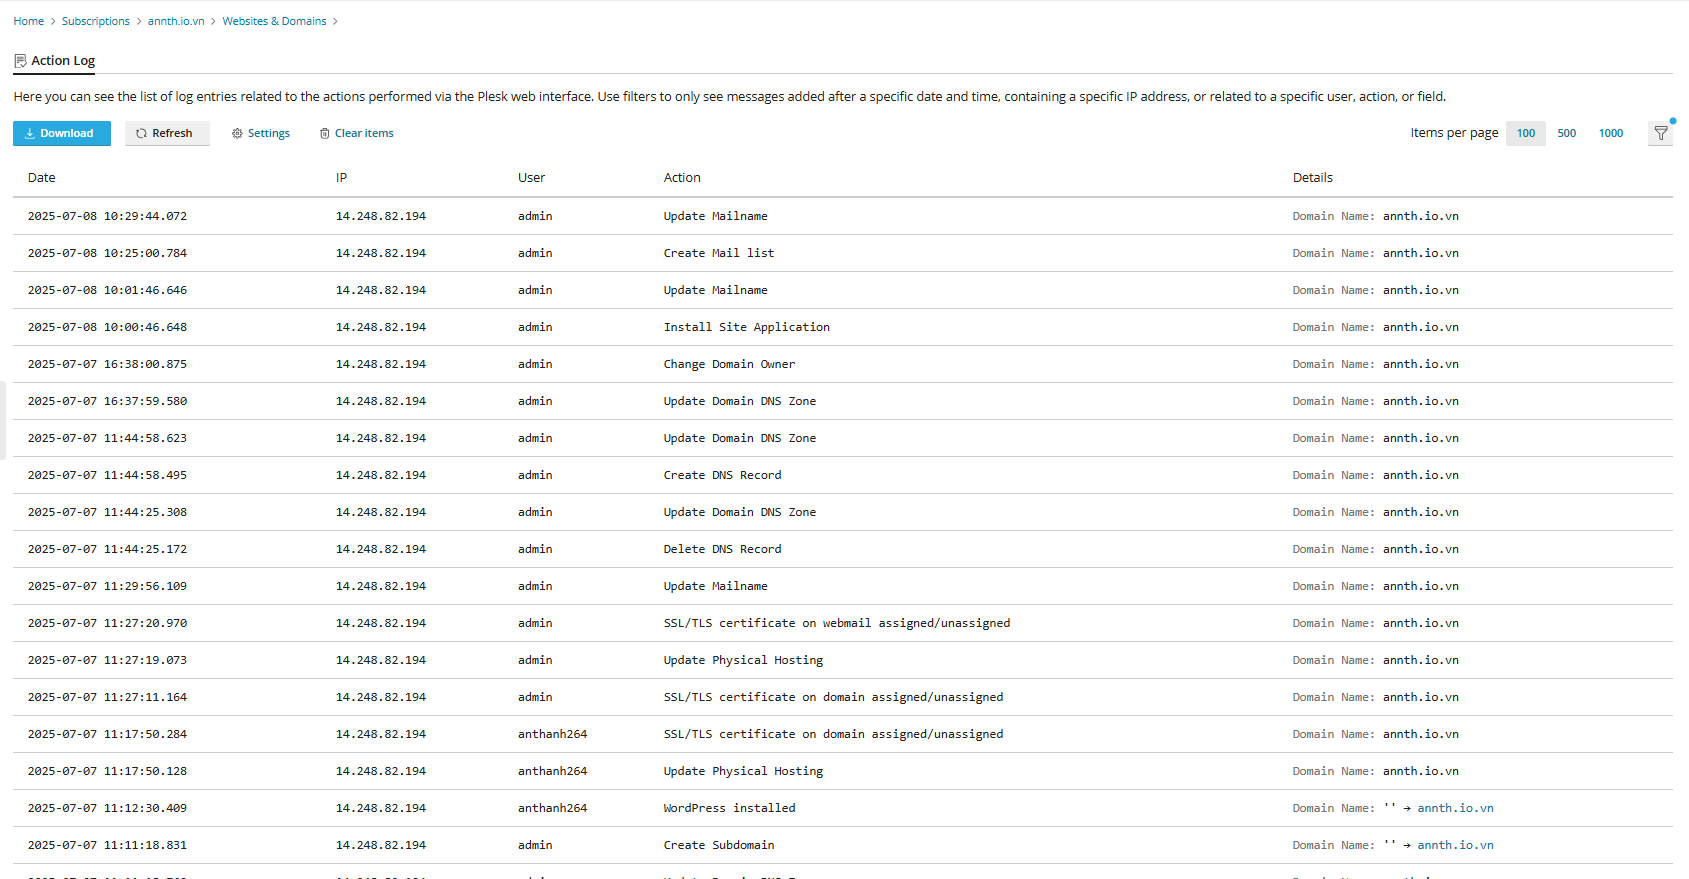 Home > Subscriptions > annth.io.vn > Websites & Domains >
Action Log
Here you can see the list of log entries related to the actions performed via the Plesk web interface. Use filters to only see messages added after a specific date and time, containing a specific IP address, or related to a specific user, action, or field.
Download Refresh Settings Clear items Items per page 100 500 1000
Date IP User Action Details
2025-07-08 10:29:44.072 14.248.82.194 admin Update Mailname Domain Name: annth.io.vn
2025-07-08 10:25:00.784 14.248.82.194 admin Create Mail list Domain Name: annth.io.vn
2025-07-08 10:01:46.646 14.248.82.194 admin Update Mailname Domain Name: annth.io.vn
2025-07-08 10:00:46.648 14.248.82.194 admin Install Site Application Domain Name: annth.io.vn
2025-07-07 16:38:00.875 14.248.82.194 admin Change Domain Owner Domain Name: annth.io.vn
2025-07-07 16:37:59.580 14.248.82.194 admin Update Domain DNS Zone Domain Name: annth.io.vn
2025-07-07 11:44:58.623 14.248.82.194 admin Update Domain DNS Zone Domain Name: annth.io.vn
2025-07-07 11:44:58.495 14.248.82.194 admin Create DNS Record Domain Name: annth.io.vn
2025-07-07 11:44:25.308 14.248.82.194 admin Update Domain DNS Zone Domain Name: annth.io.vn
2025-07-07 11:44:25.172 14.248.82.194 admin Delete DNS Record Domain Name: annth.io.vn
2025-07-07 11:29:56.109 14.248.82.194 admin Update Mailname Domain Name: annth.io.vn
2025-07-07 11:27:20.970 14.248.82.194 admin SSL/TLS certificate on webmail assigned/unassigned Domain Name: annth.io.vn
2025-07-07 11:27:19.073 14.248.82.194 admin Update Physical Hosting Domain Name: annth.io.vn
2025-07-07 11:27:11.164 14.248.82.194 admin SSL/TLS certificate on domain assigned/unassigned Domain Name: annth.io.vn
2025-07-07 11:17:50.284 14.248.82.194 anthanh264 SSL/TLS certificate on domain assigned/unassigned Domain Name: annth.io.vn
2025-07-07 11:17:50.128 14.248.82.194 anthanh264 Update Physical Hosting Domain Name: annth.io.vn
2025-07-07 11:12:30.409 14.248.82.194 anthanh264 WordPress installed Domain Name: '' → annth.io.vn
2025-07-07 11:11:18.831 14.248.82.194 admin Create Subdomain Domain Name: '' → annth.io.vn